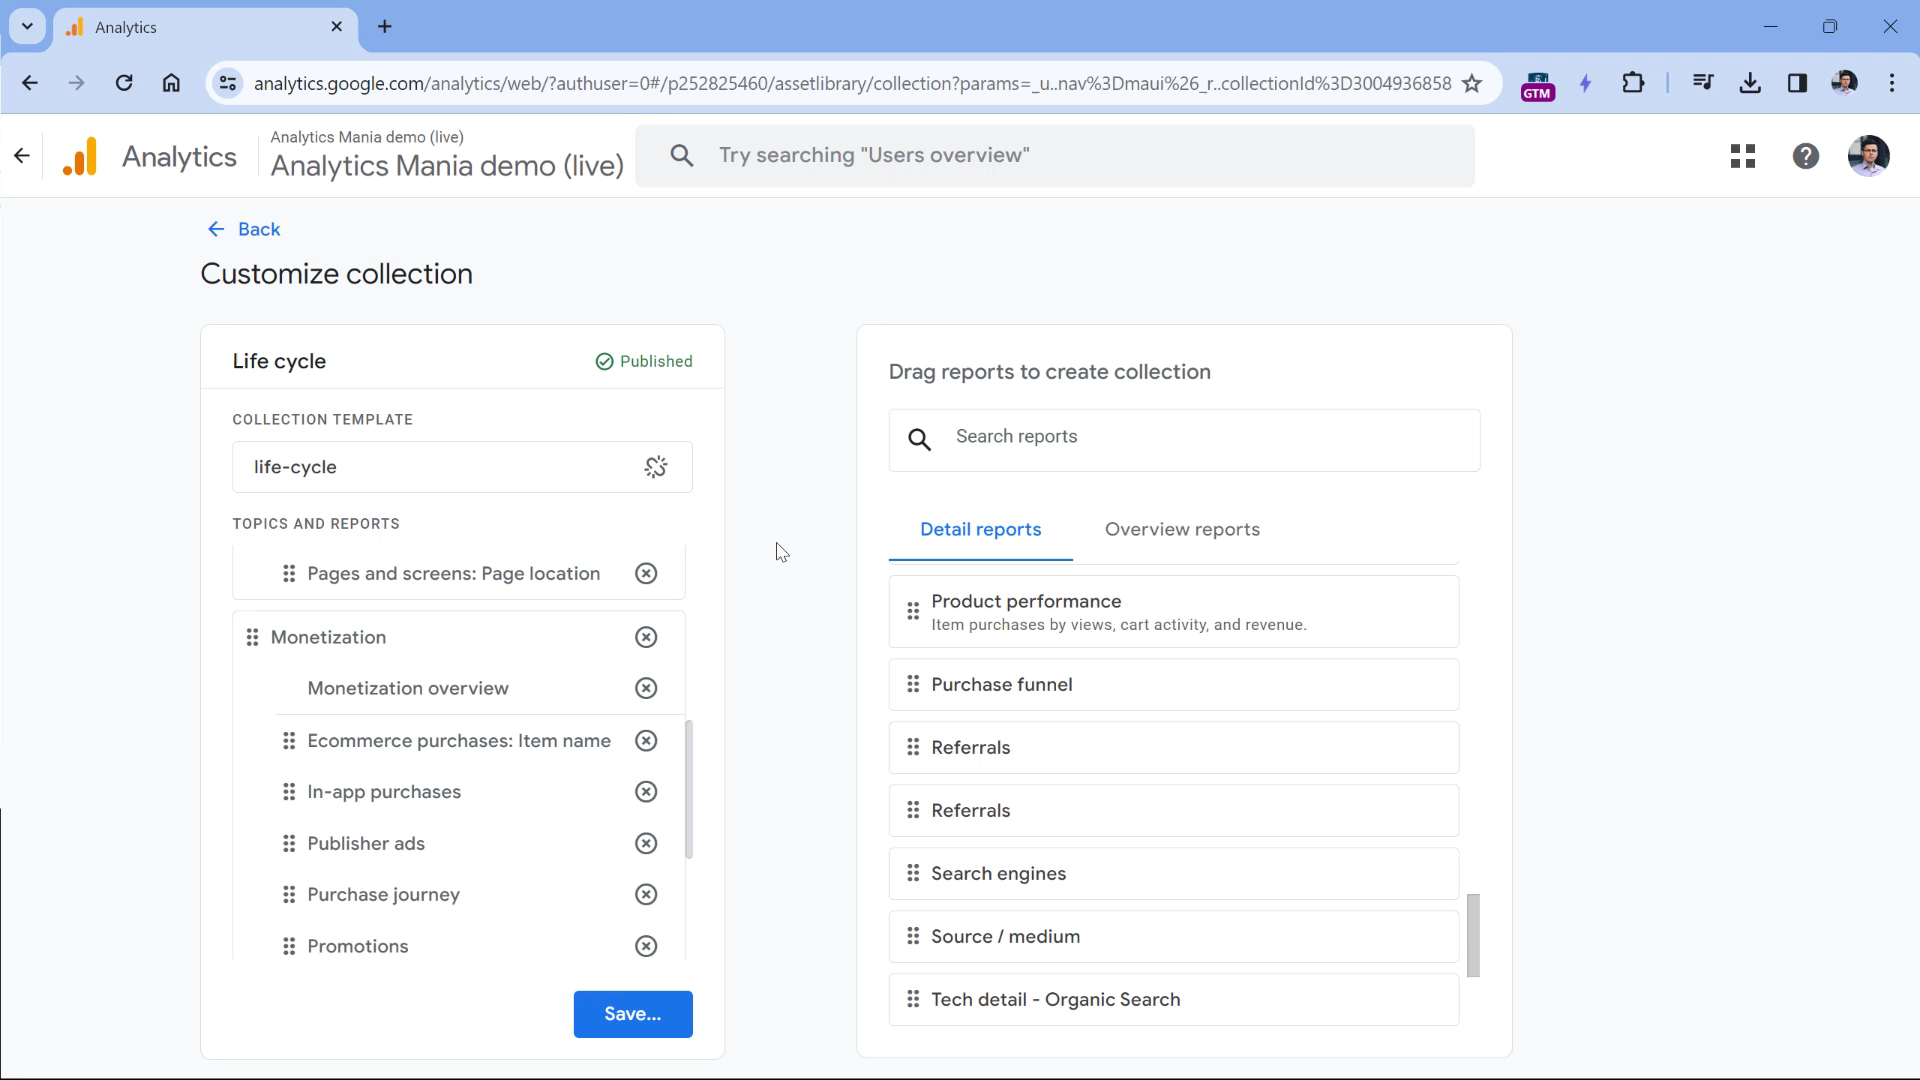 Analytics
analytics.google.com/analytics/web/?authuser=0#/p252825460/assetlibrary/collection?params=_u..nav%3Dmaui%26_r..collectionId%3D3004936858
GTM
Analytics
Analytics Mania demo (live)
Analytics Mania demo (live)
Try searching "Users overview"
Back
Customize collection
Life cycle
Published
COLLECTION TEMPLATE
life-cycle
TOPICS AND REPORTS
Pages and screens: Page location
Monetization
Monetization overview
Ecommerce purchases: Item name
In-app purchases
Publisher ads
Purchase journey
Promotions
Save...
Drag reports to create collection
Search reports
Detail reports
Overview reports
Product performance
Item purchases by views, cart activity, and revenue.
Purchase funnel
Referrals
Referrals
Search engines
Source / medium
Tech detail - Organic Search